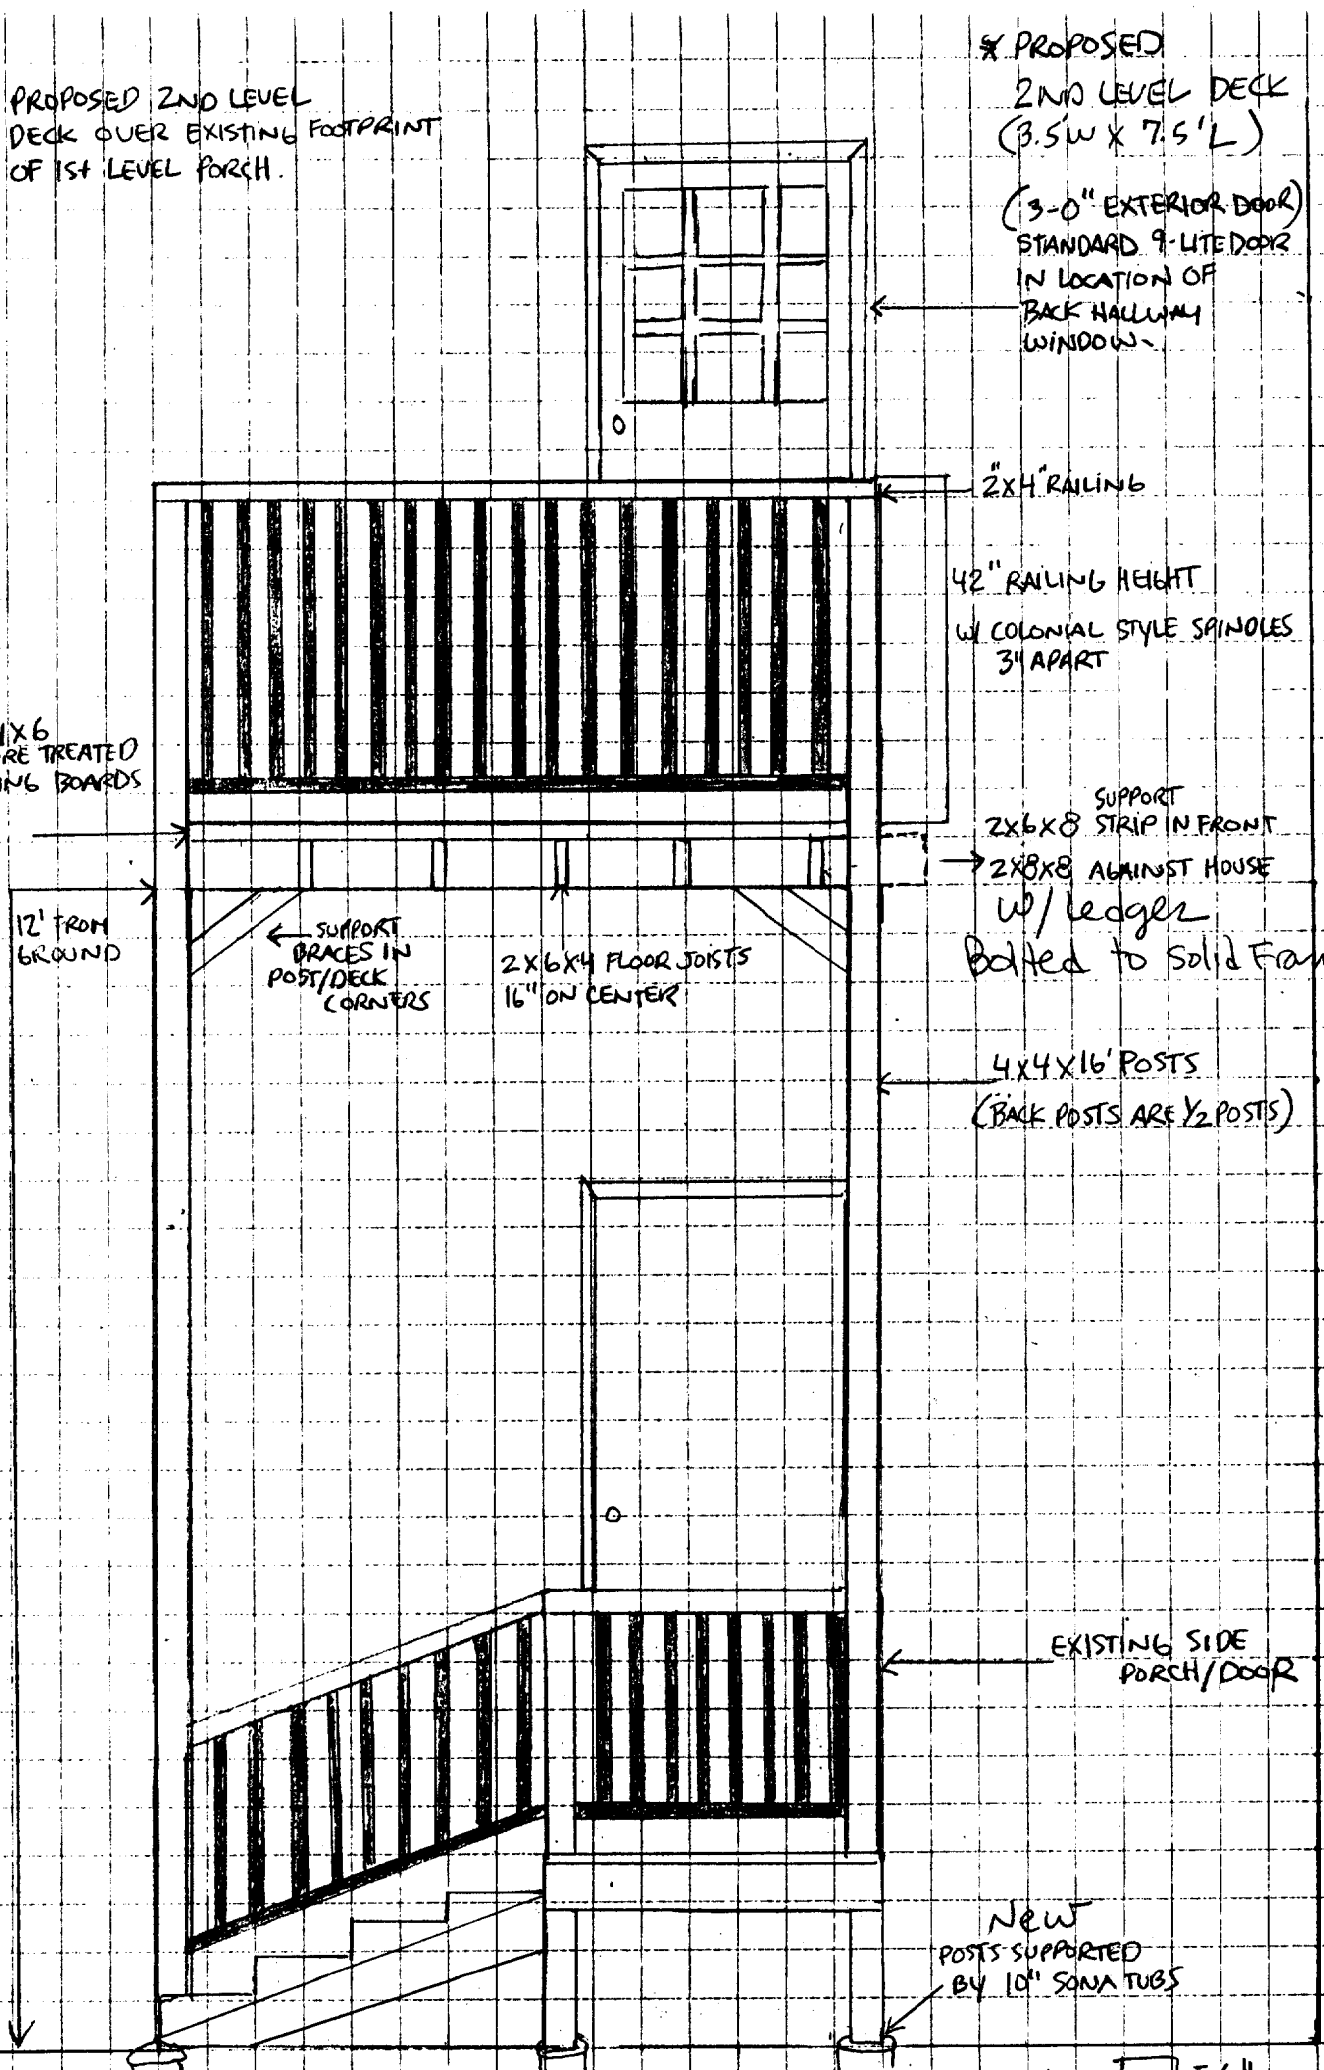 PROPOSED 2ND LEVEL
DECK OVER EXISTING FOOTPRINT
OF 1St LEVEL PORCH.
* PROPOSED
2ND LEVEL DECK
(3.5'W X 7.5'L)
(3-0" EXTERIOR DOOR)
STANDARD 9-LITE DOOR
IN LOCATION OF
BACK HALLWAY
WINDOW-
2"X4" RAILING
42" RAILING HEIGHT
W/ COLONIAL STYLE SPINDLES
3" APART
1X6
RE TREATED
ING BOARDS
SUPPORT
2X6X8 STRIP IN FRONT
2X8X8 AGAINST HOUSE
W/ Ledger
Bolted to Solid Fram
12' FROM
GROUND
SUPPORT
BRACES IN
POST/DECK
CORNERS
2X6X4 FLOOR JOISTS
16" ON CENTER
4X4X16' POSTS
(BACK POSTS ARE 1/2 POSTS)
EXISTING SIDE
PORCH/DOOR
New
POSTS SUPPORTED
BY 10" SONA TUBS